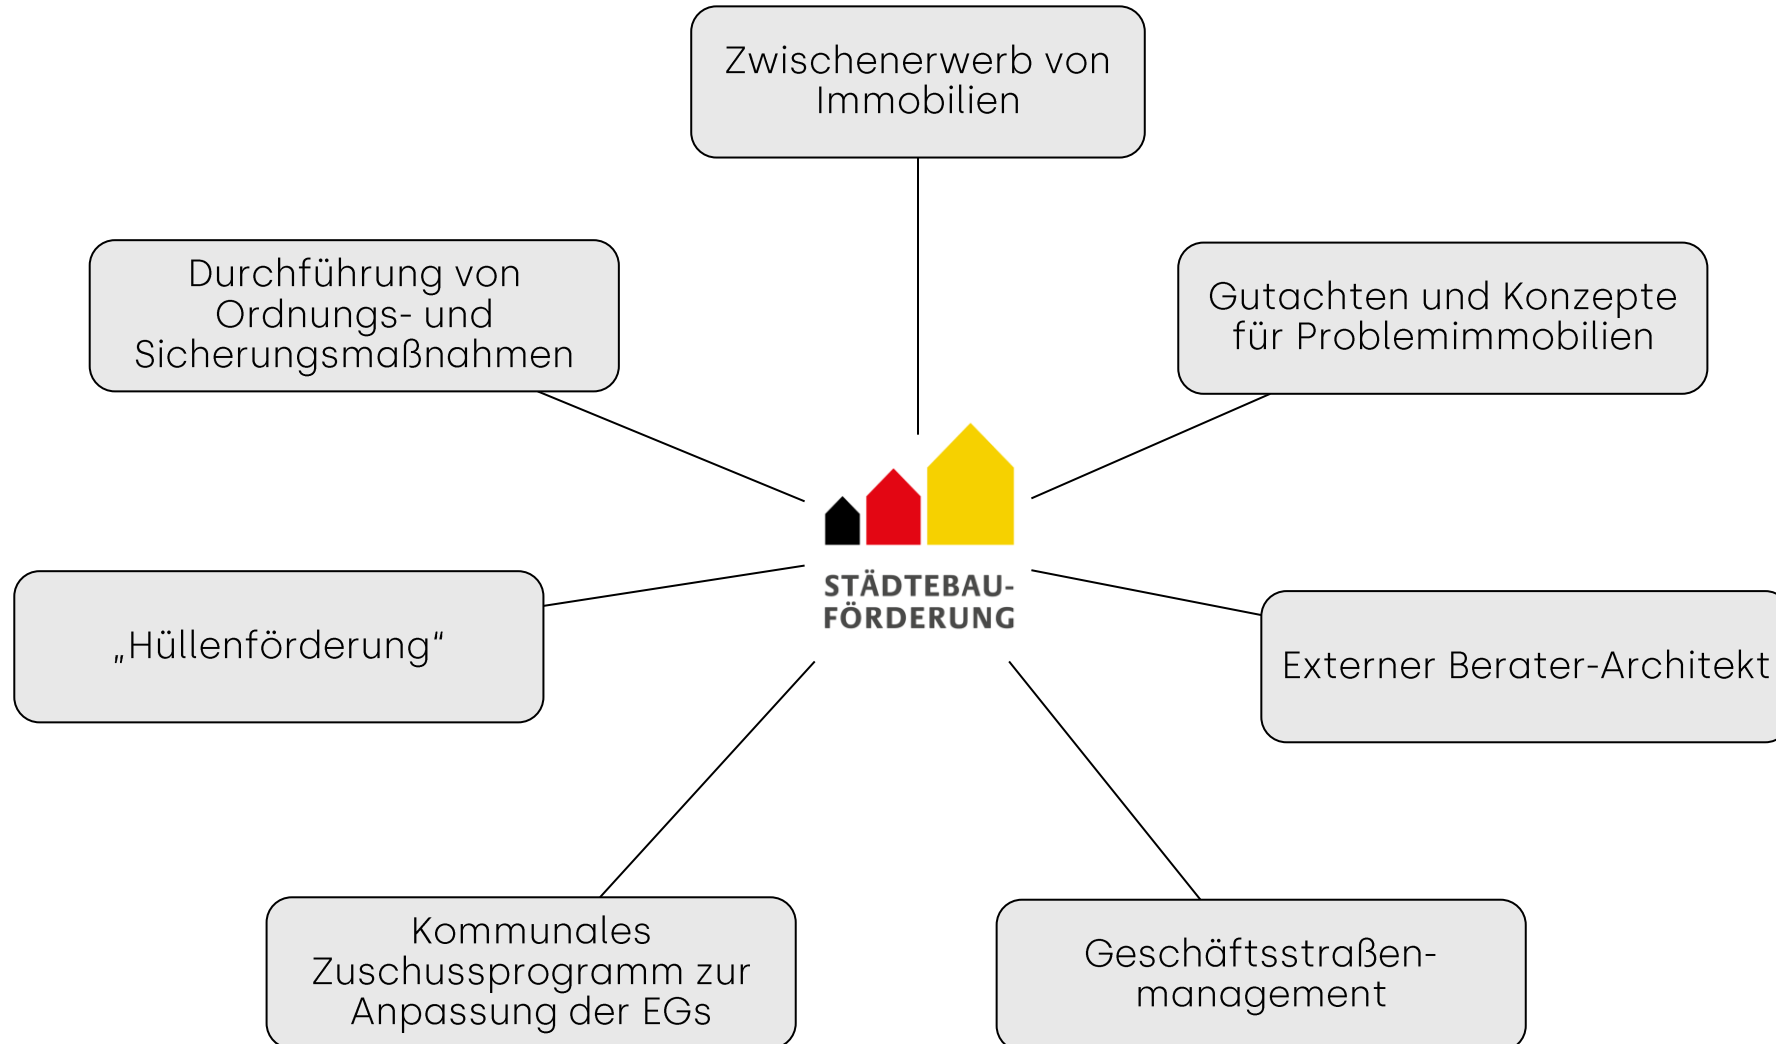 Zwischenerwerb von
Immobilien
Durchführung von
Ordnungs- und
Sicherungsmaßnahmen
Gutachten und Konzepte
für Problemimmobilien
STÄDTEBAU-
FÖRDERUNG
„Hüllenförderung“
Externer Berater-Architekt
Kommunales
Zuschussprogramm zur
Anpassung der EGs
Geschäftsstraßen-
management